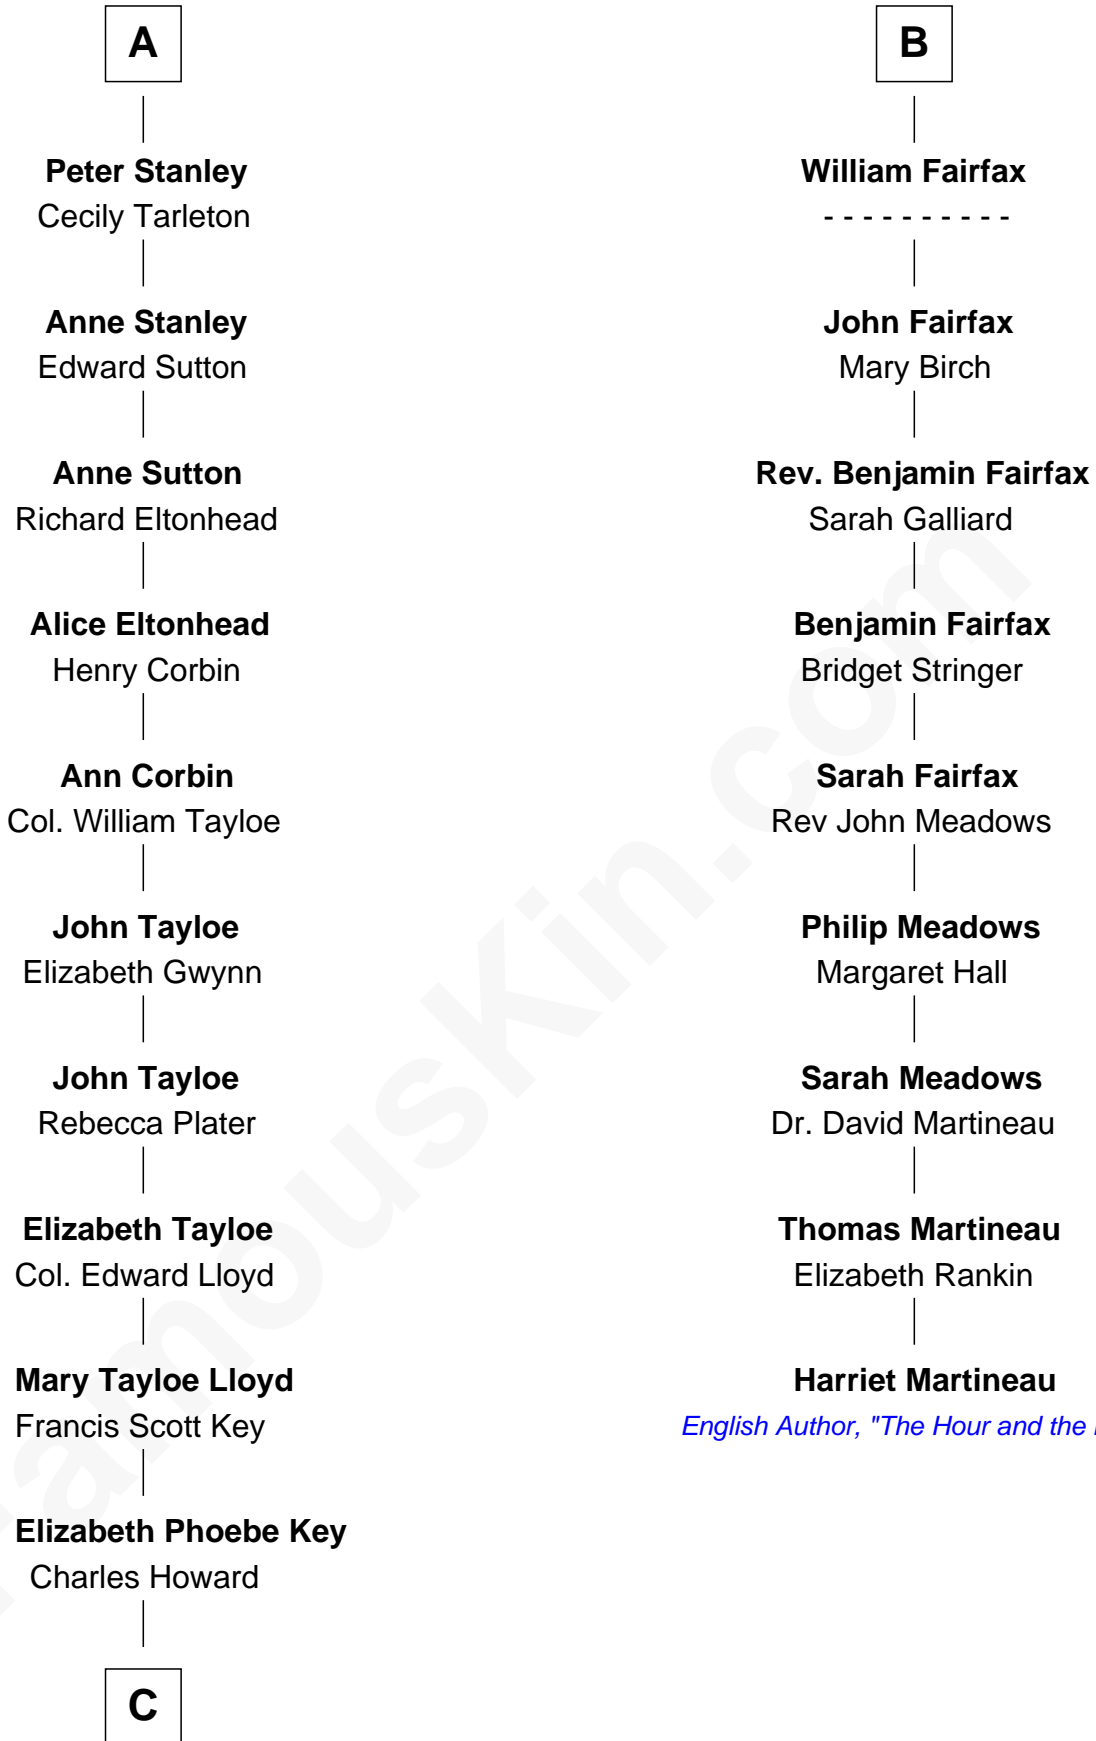 A
Peter Stanley
Cecily Tarleton
Anne Stanley
Edward Sutton
Anne Sutton
Richard Eltonhead
Alice Eltonhead
Henry Corbin
Ann Corbin
Col. William Tayloe
John Tayloe
Elizabeth Gwynn
John Tayloe
Rebecca Plater
Elizabeth Tayloe
Col. Edward Lloyd
Mary Tayloe Lloyd
Francis Scott Key
Elizabeth Phoebe Key
Charles Howard
C
B
William Fairfax
- - - - - - - - - -
John Fairfax
Mary Birch
Rev. Benjamin Fairfax
Sarah Galliard
Benjamin Fairfax
Bridget Stringer
Sarah Fairfax
Rev John Meadows
Philip Meadows
Margaret Hall
Sarah Meadows
Dr. David Martineau
Thomas Martineau
Elizabeth Rankin
Harriet Martineau
English Author, "The Hour and the
FamousKin.com